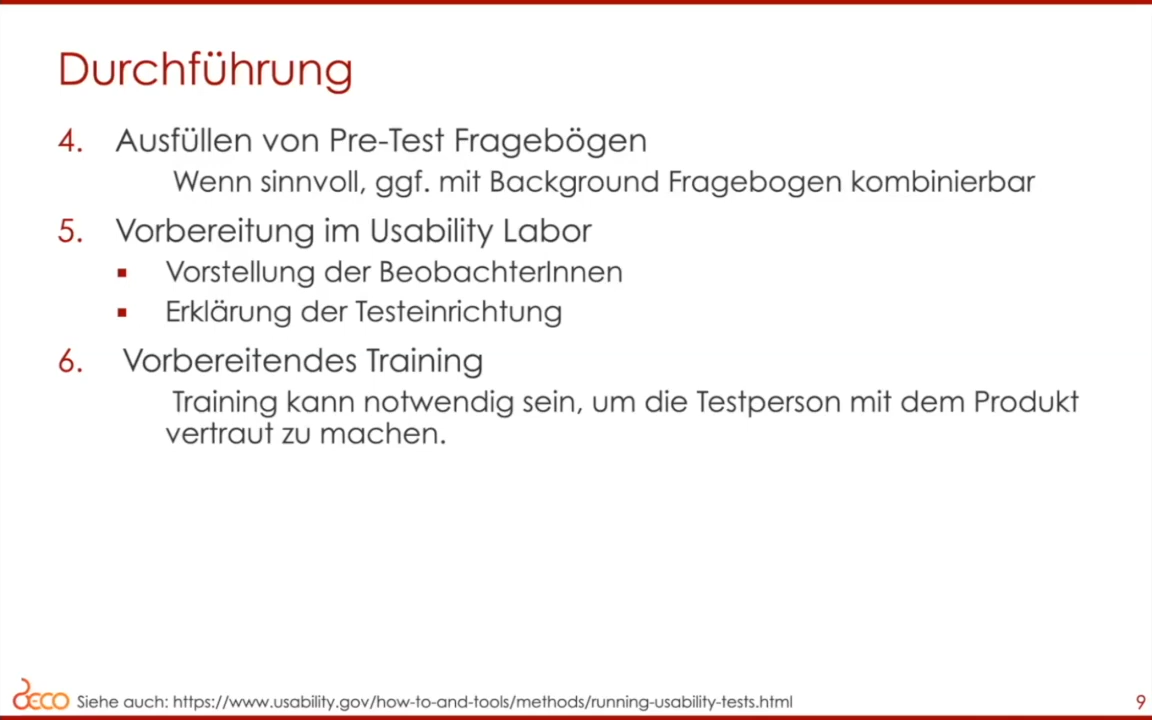 Durchführung
4. Ausfüllen von Pre-Test Fragebögen
Wenn sinnvoll, ggf. mit Background Fragebogen kombinierbar
5. Vorbereitung im Usability Labor
▪ Vorstellung der BeobachterInnen
▪ Erklärung der Testeinrichtung
6. Vorbereitendes Training
Training kann notwendig sein, um die Testperson mit dem Produkt
vertraut zu machen.
DECO Siehe auch: https://www.usability.gov/how-to-and-tools/methods/running-usability-tests.html
9